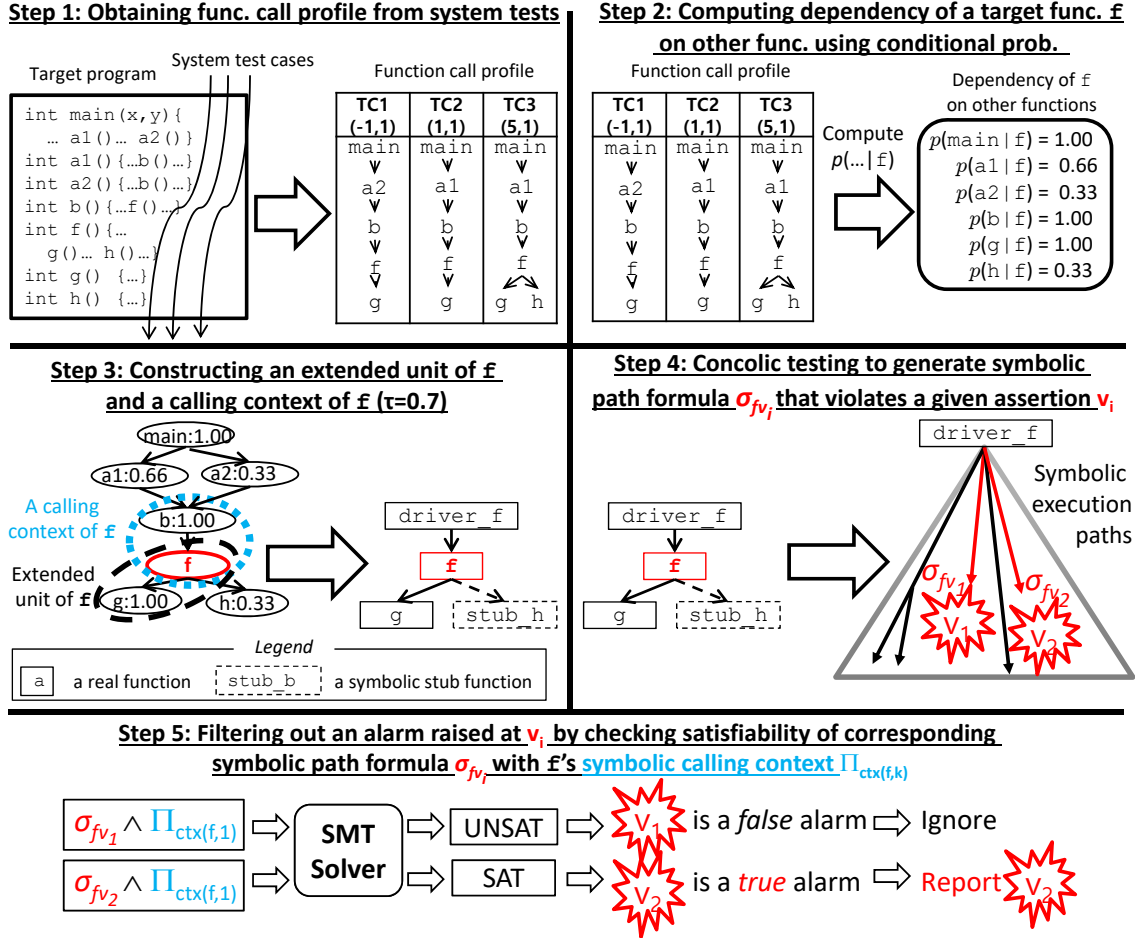 Step 1: Obtaining func. call profile from system tests
Target program
System test cases
int main(x,y){
… a1()… a2()}
int a1(){…b()…}
int a2(){…b()…}
int b(){…f()…}
int f(){…
g()… h()…}
int g() {…}
int h() {…}
Function call profile
TC1 TC2 TC3
(-1,1) (1,1) (5,1)
main main main
a2 a1 a1
b b b
f f f
g g g h
Step 2: Computing dependency of a target func. f
on other func. using conditional prob.
Function call profile
TC1 TC2 TC3
(-1,1) (1,1) (5,1)
main main main
a2 a1 a1
b b b
f f f
g g g h
Compute
p(…|f)
Dependency of f
on other functions
p(main|f) = 1.00
p(a1|f) = 0.66
p(a2|f) = 0.33
p(b|f) = 1.00
p(g|f) = 1.00
p(h|f) = 0.33
Step 3: Constructing an extended unit of f
and a calling context of f (τ=0.7)
main:1.00
a1:0.66 a2:0.33
A calling
context of f
b:1.00
f
Extended
unit of f
g:1.00 h:0.33
driver_f
f
g stub_h
Legend
a a real function stub_b a symbolic stub function
Step 4: Concolic testing to generate symbolic
path formula σfvi that violates a given assertion vi
driver_f
f
g stub_h
driver_f
Symbolic
execution
paths
σfv1 σfv2
V1 V2
Step 5: Filtering out an alarm raised at vi by checking satisfiability of corresponding
symbolic path formula σfvi with f's symbolic calling context Πctx(f,k)
σfv1 ∧ Πctx(f,1) SMT Solver UNSAT V1 is a false alarm Ignore
σfv2 ∧ Πctx(f,1) SAT V2 is a true alarm Report V2